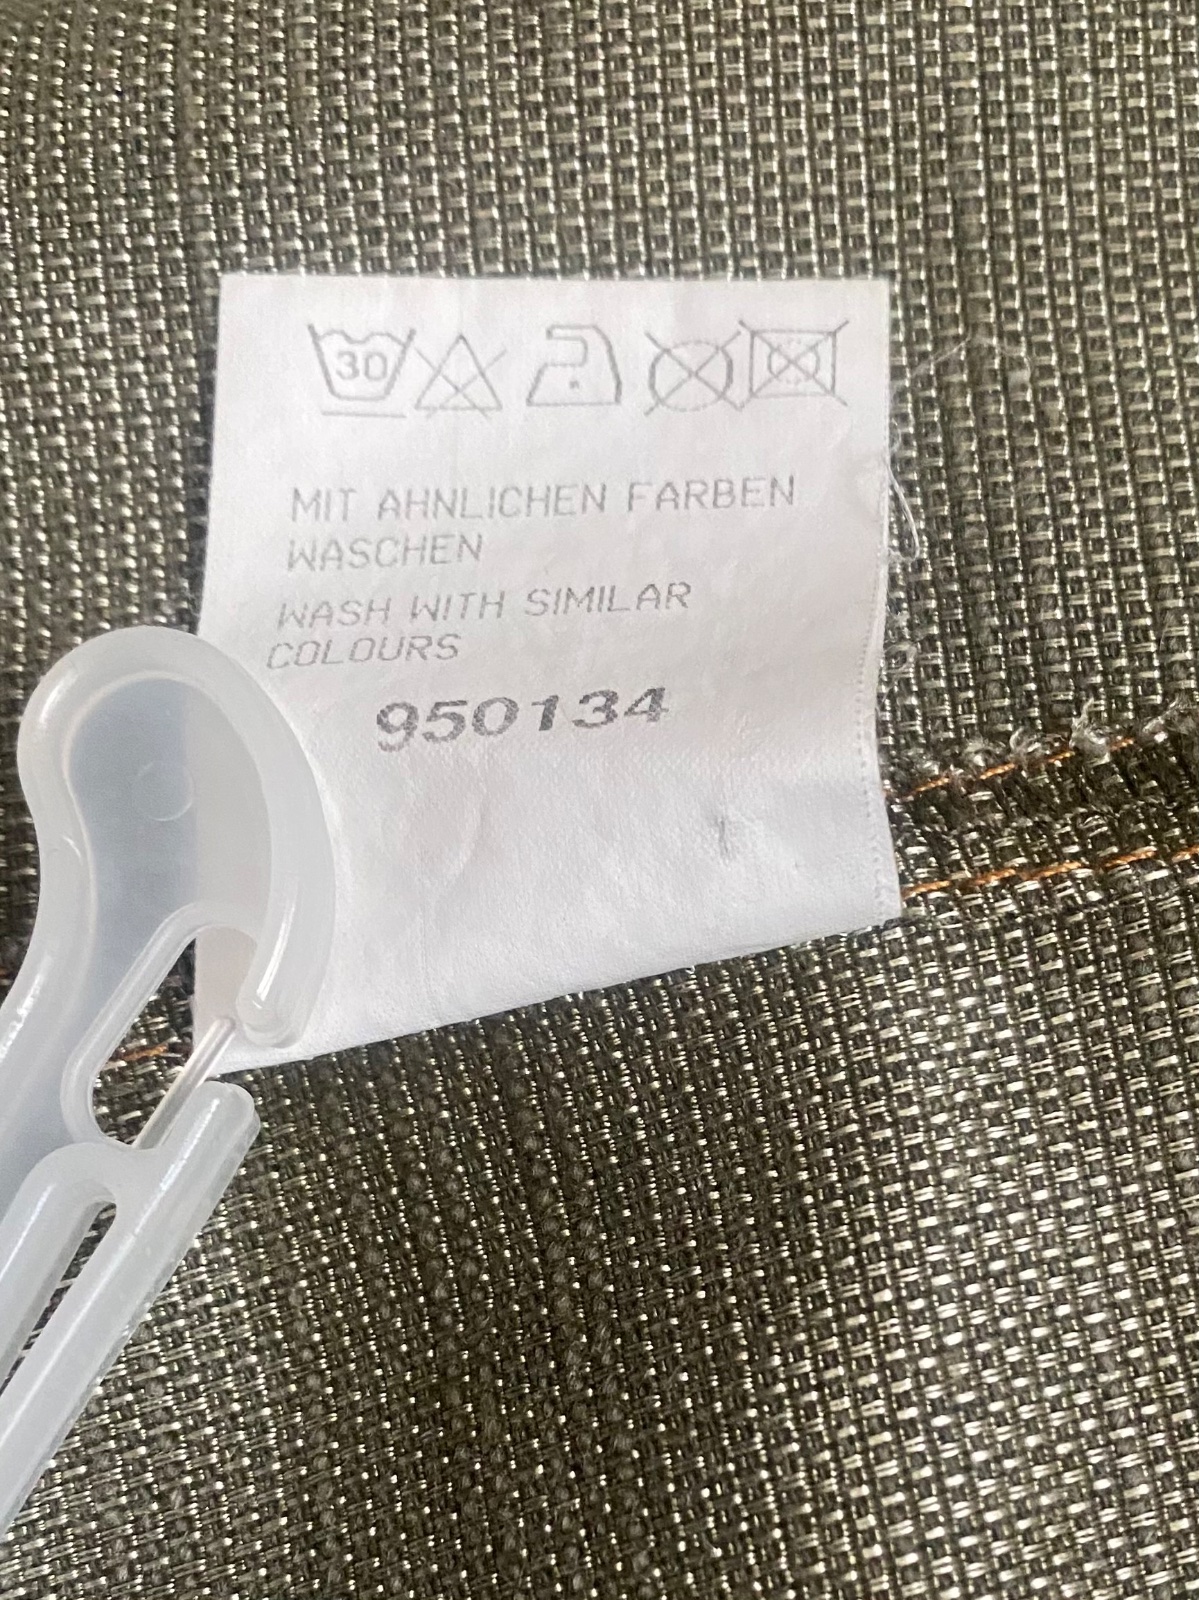 30
MIT AHNLICHEN FARBEN
WASCHEN
WASH WITH SIMILAR
COLOURS
950134